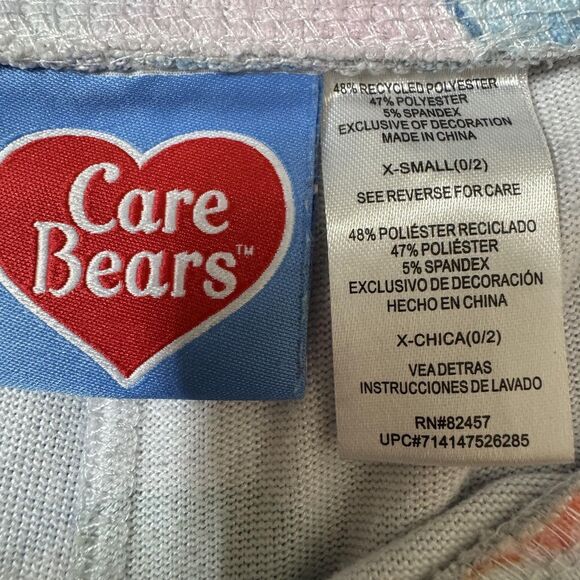 Care
Bears™
48% RECYCLED POLYESTER
47% POLYESTER
5% SPANDEX
EXCLUSIVE OF DECORATION
MADE IN CHINA
X-SMALL(0/2)
SEE REVERSE FOR CARE
48% POLIÉSTER RECICLADO
47% POLIÉSTER
5% SPANDEX
EXCLUSIVO DE DECORACIÓN
HECHO EN CHINA
X-CHICA(0/2)
VEA DETRAS
INSTRUCCIONES DE LAVADO
RN#82457
UPC#714147526285